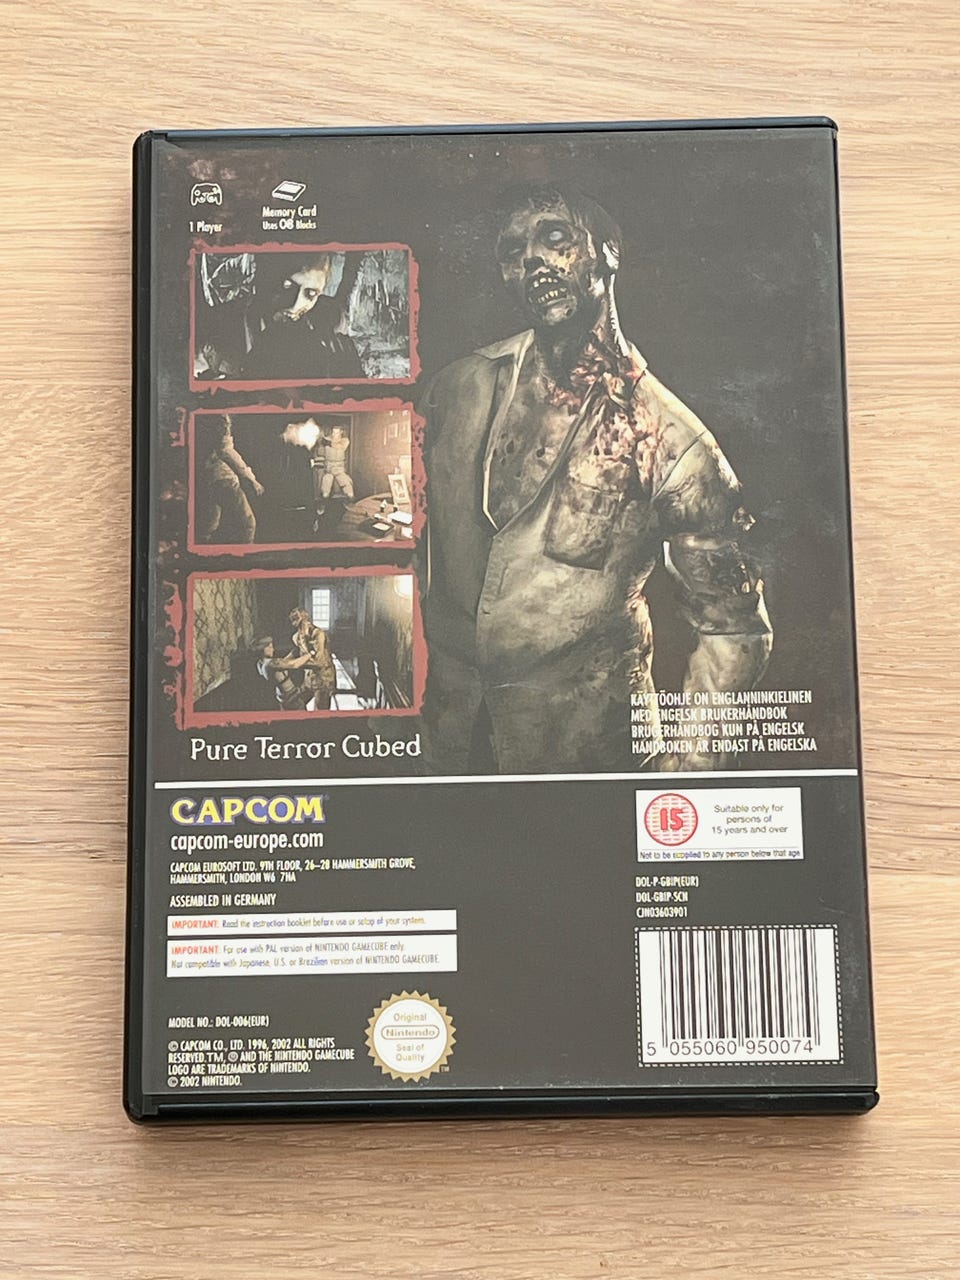 1 Player
Memory Card
Uses 08 Blocks
Pure Terror Cubed
KÄYTTÖOHJE ON ENGLANNINKIELINEN
MED ENGELSK BRUKERHÅNDBOK
BRUGERHÅNDBOG KUN PÅ ENGELSK
HANDBOKEN ÄR ENDAST PÅ ENGELSKA
CAPCOM
capcom-europe.com
CAPCOM EUROSOFT LTD. 9TH FLOOR, 26–28 HAMMERSMITH GROVE,
HAMMERSMITH, LONDON W6 7HA
ASSEMBLED IN GERMANY
IMPORTANT: Read the instruction booklet before use or setup of your system.
IMPORTANT: For use with PAL version of NINTENDO GAMECUBE only.
Not compatible with Japanese, U.S. or Brazilian version of NINTENDO GAMECUBE.
MODEL NO.: DOL-006(EUR)
© CAPCOM CO., LTD. 1996, 2002 ALL RIGHTS
RESERVED.TM, ® AND THE NINTENDO GAMECUBE
LOGO ARE TRADEMARKS OF NINTENDO.
© 2002 NINTENDO.
Original
Nintendo
Seal of
Quality
TM
15
Suitable only for
persons of
15 years and over
Not to be supplied to any person below that age
DOL-P-GBIP(EUR)
DOL-GBIP-SCN
CIN03603901
5 055060 950074